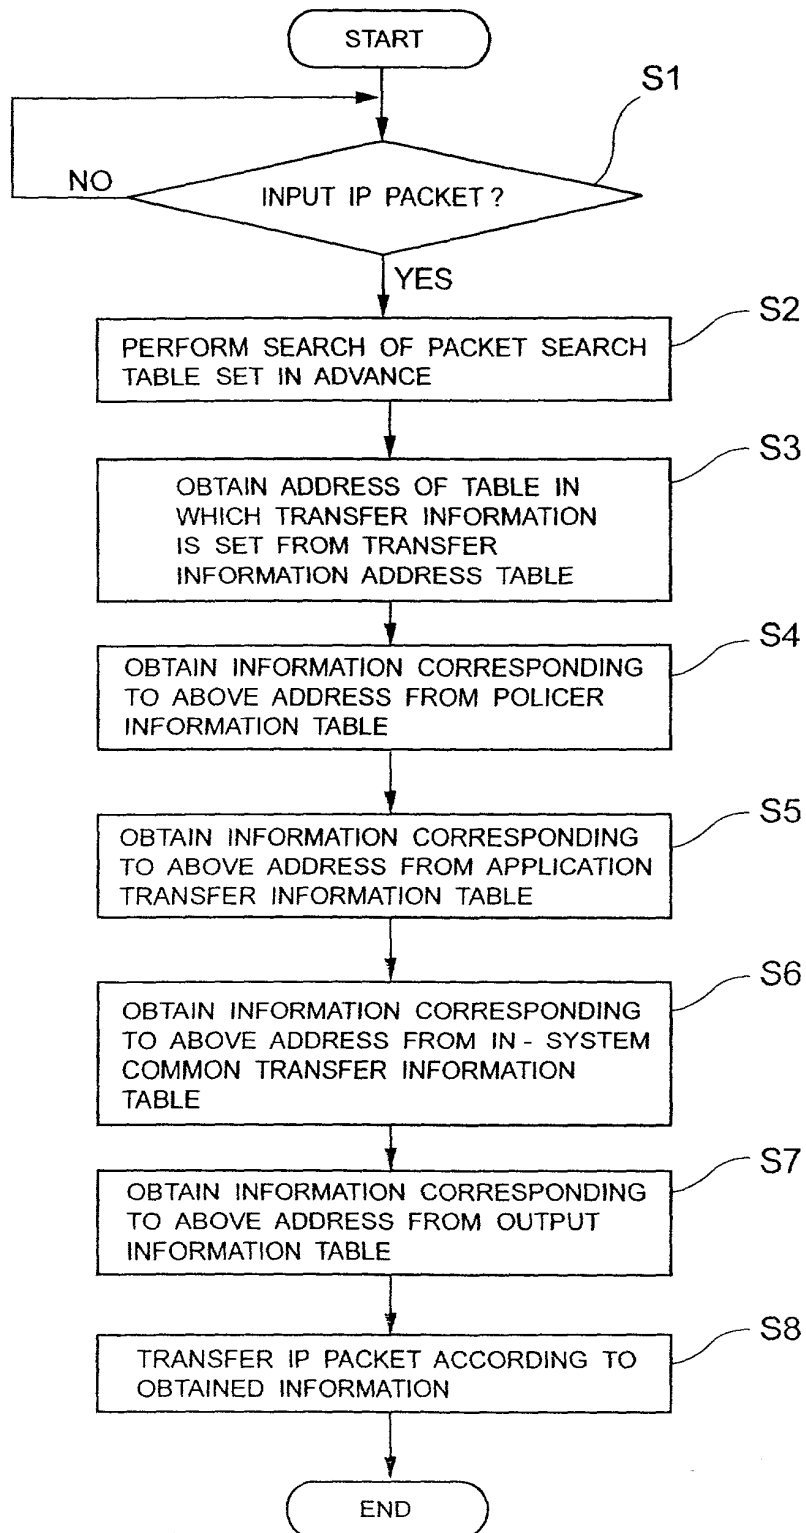 START
S1
INPUT IP PACKET ?
NO
YES
S2
PERFORM SEARCH OF PACKET SEARCH
TABLE SET IN ADVANCE
S3
OBTAIN ADDRESS OF TABLE IN
WHICH TRANSFER INFORMATION
IS SET FROM TRANSFER
INFORMATION ADDRESS TABLE
S4
OBTAIN INFORMATION CORRESPONDING
TO ABOVE ADDRESS FROM POLICER
INFORMATION TABLE
S5
OBTAIN INFORMATION CORRESPONDING
TO ABOVE ADDRESS FROM APPLICATION
TRANSFER INFORMATION TABLE
S6
OBTAIN INFORMATION CORRESPONDING
TO ABOVE ADDRESS FROM IN - SYSTEM
COMMON TRANSFER INFORMATION
TABLE
S7
OBTAIN INFORMATION CORRESPONDING
TO ABOVE ADDRESS FROM OUTPUT
INFORMATION TABLE
S8
TRANSFER IP PACKET ACCORDING TO
OBTAINED INFORMATION
END